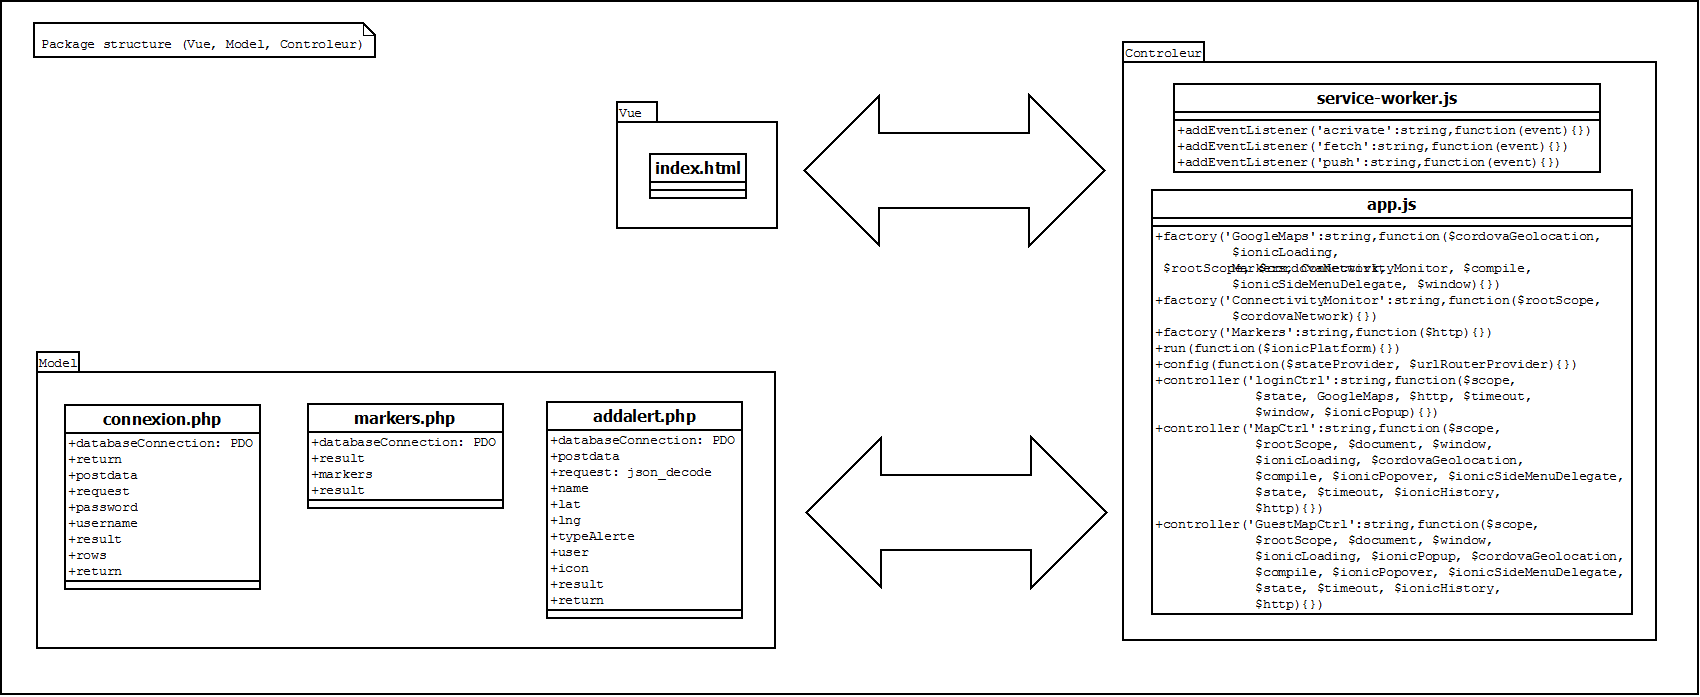 Package structure (Vue, Model, Controleur)
Vue
index.html
Controleur
service-worker.js
+addEventListener('acrivate':string,function(event){})
+addEventListener('fetch':string,function(event){})
+addEventListener('push':string,function(event){})
app.js
+factory('GoogleMaps':string,function($cordovaGeolocation,
$ionicLoading,
$rootScope, $cordovaNetwork,
Markers, ConnectivityMonitor, $compile,
$ionicSideMenuDelegate, $window){})
+factory('ConnectivityMonitor':string,function($rootScope,
$cordovaNetwork){})
+factory('Markers':string,function($http){})
+run(function($ionicPlatform){})
+config(function($stateProvider, $urlRouterProvider){})
+controller('loginCtrl':string,function($scope,
$state, GoogleMaps, $http, $timeout,
$window, $ionicPopup){})
+controller('MapCtrl':string,function($scope,
$rootScope, $document, $window,
$ionicLoading, $cordovaGeolocation,
$compile, $ionicPopover, $ionicSideMenuDelegate,
$state, $timeout, $ionicHistory,
$http){})
+controller('GuestMapCtrl':string,function($scope,
$rootScope, $document, $window,
$ionicLoading, $ionicPopup, $cordovaGeolocation,
$compile, $ionicPopover, $ionicSideMenuDelegate,
$state, $timeout, $ionicHistory,
$http){})
Model
connexion.php
+databaseConnection: PDO
+return
+postdata
+request
+password
+username
+result
+rows
+return
markers.php
+databaseConnection: PDO
+result
+markers
+result
addalert.php
+databaseConnection: PDO
+postdata
+request: json_decode
+name
+lat
+lng
+typeAlerte
+user
+icon
+result
+return